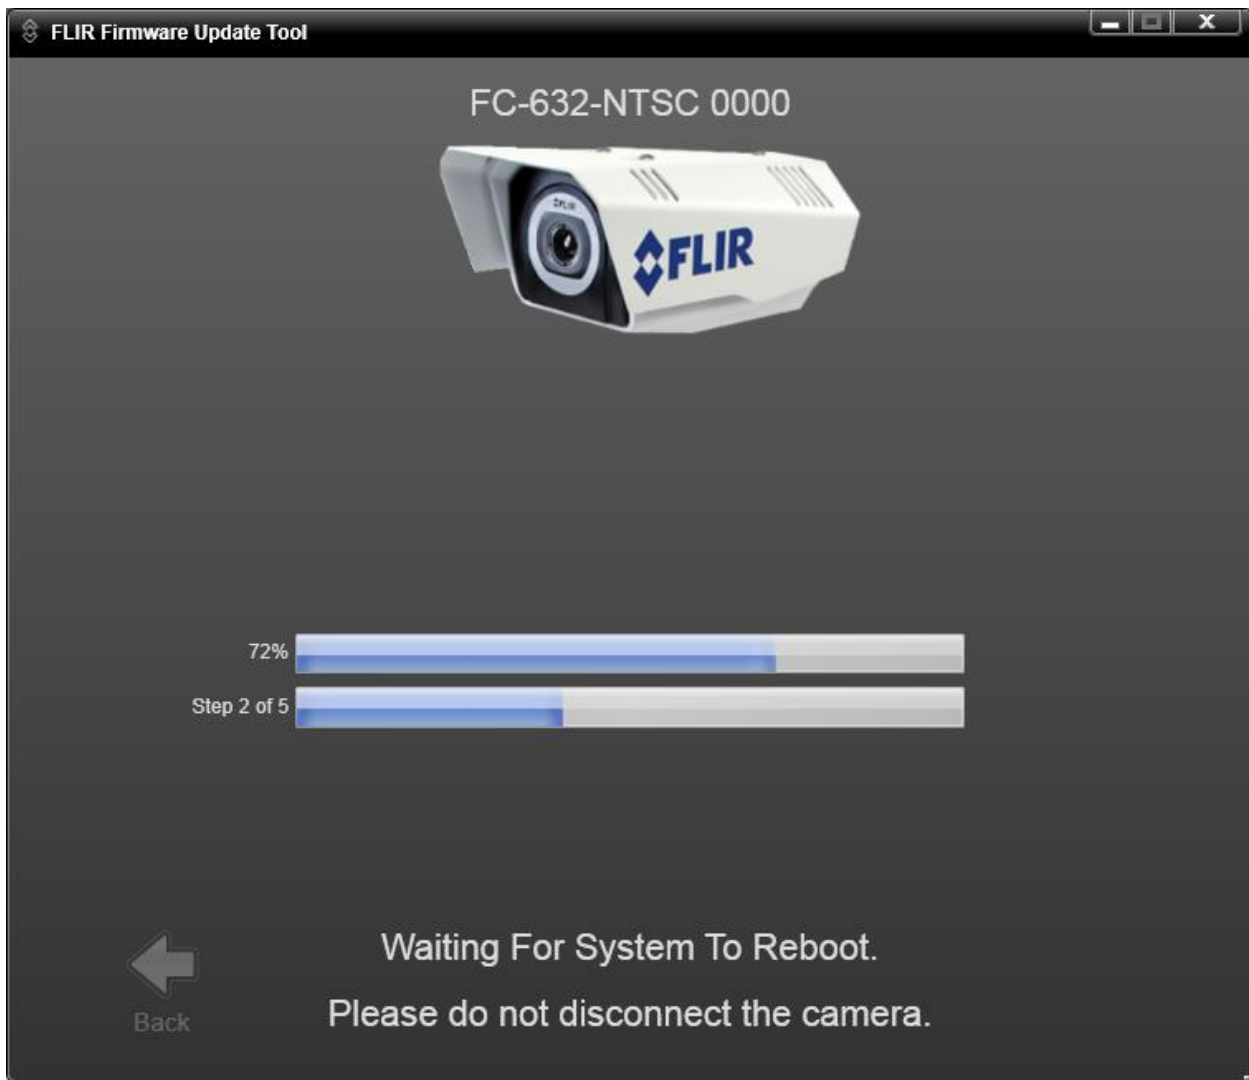 FLIR Firmware Update Tool
FC-632-NTSC 0000
FLIR
FLIR
72%
Step 2 of 5
Waiting For System To Reboot.
Back
Please do not disconnect the camera.